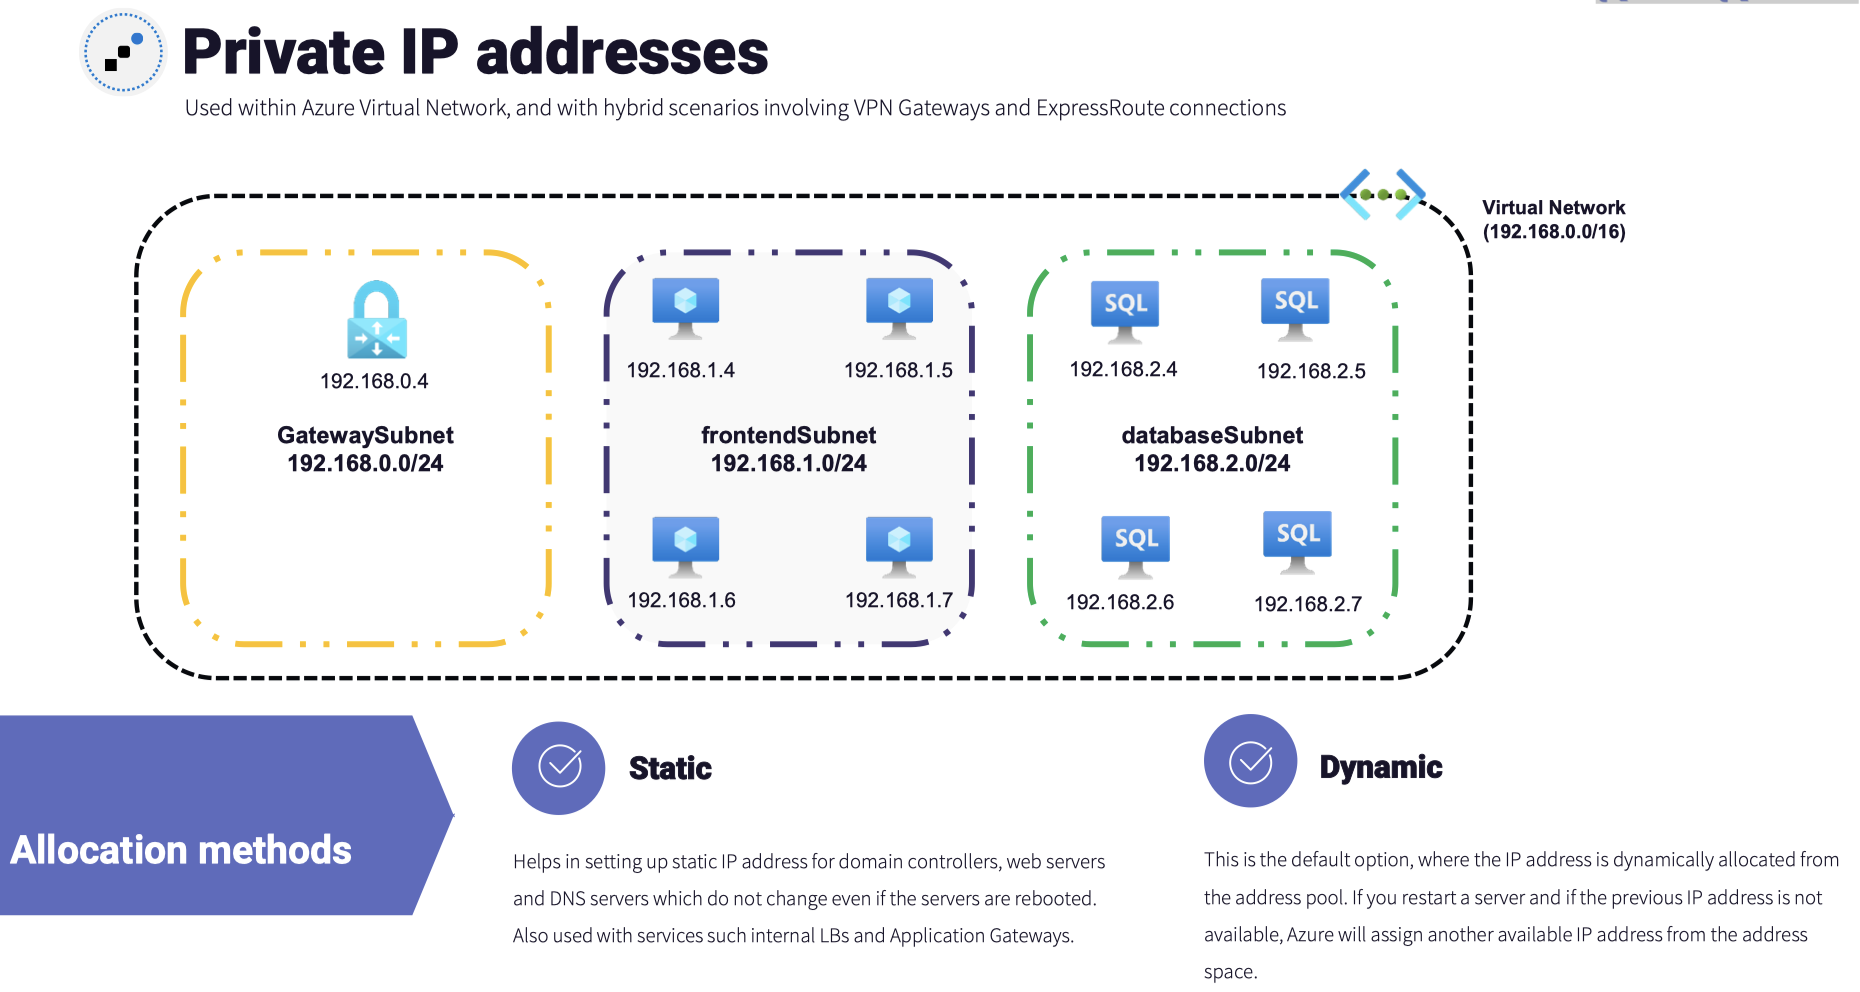 Private IP addresses
Used within Azure Virtual Network, and with hybrid scenarios involving VPN Gateways and ExpressRoute connections
Virtual Network
(192.168.0.0/16)
192.168.0.4
GatewaySubnet
192.168.0.0/24
192.168.1.4
192.168.1.5
frontendSubnet
192.168.1.0/24
192.168.1.6
192.168.1.7
SQL
SQL
192.168.2.4
192.168.2.5
databaseSubnet
192.168.2.0/24
SQL
SQL
192.168.2.6
192.168.2.7
Allocation methods
Static
Helps in setting up static IP address for domain controllers, web servers
and DNS servers which do not change even if the servers are rebooted.
Also used with services such internal LBs and Application Gateways.
Dynamic
This is the default option, where the IP address is dynamically allocated from
the address pool. If you restart a server and if the previous IP address is not
available, Azure will assign another available IP address from the address
space.